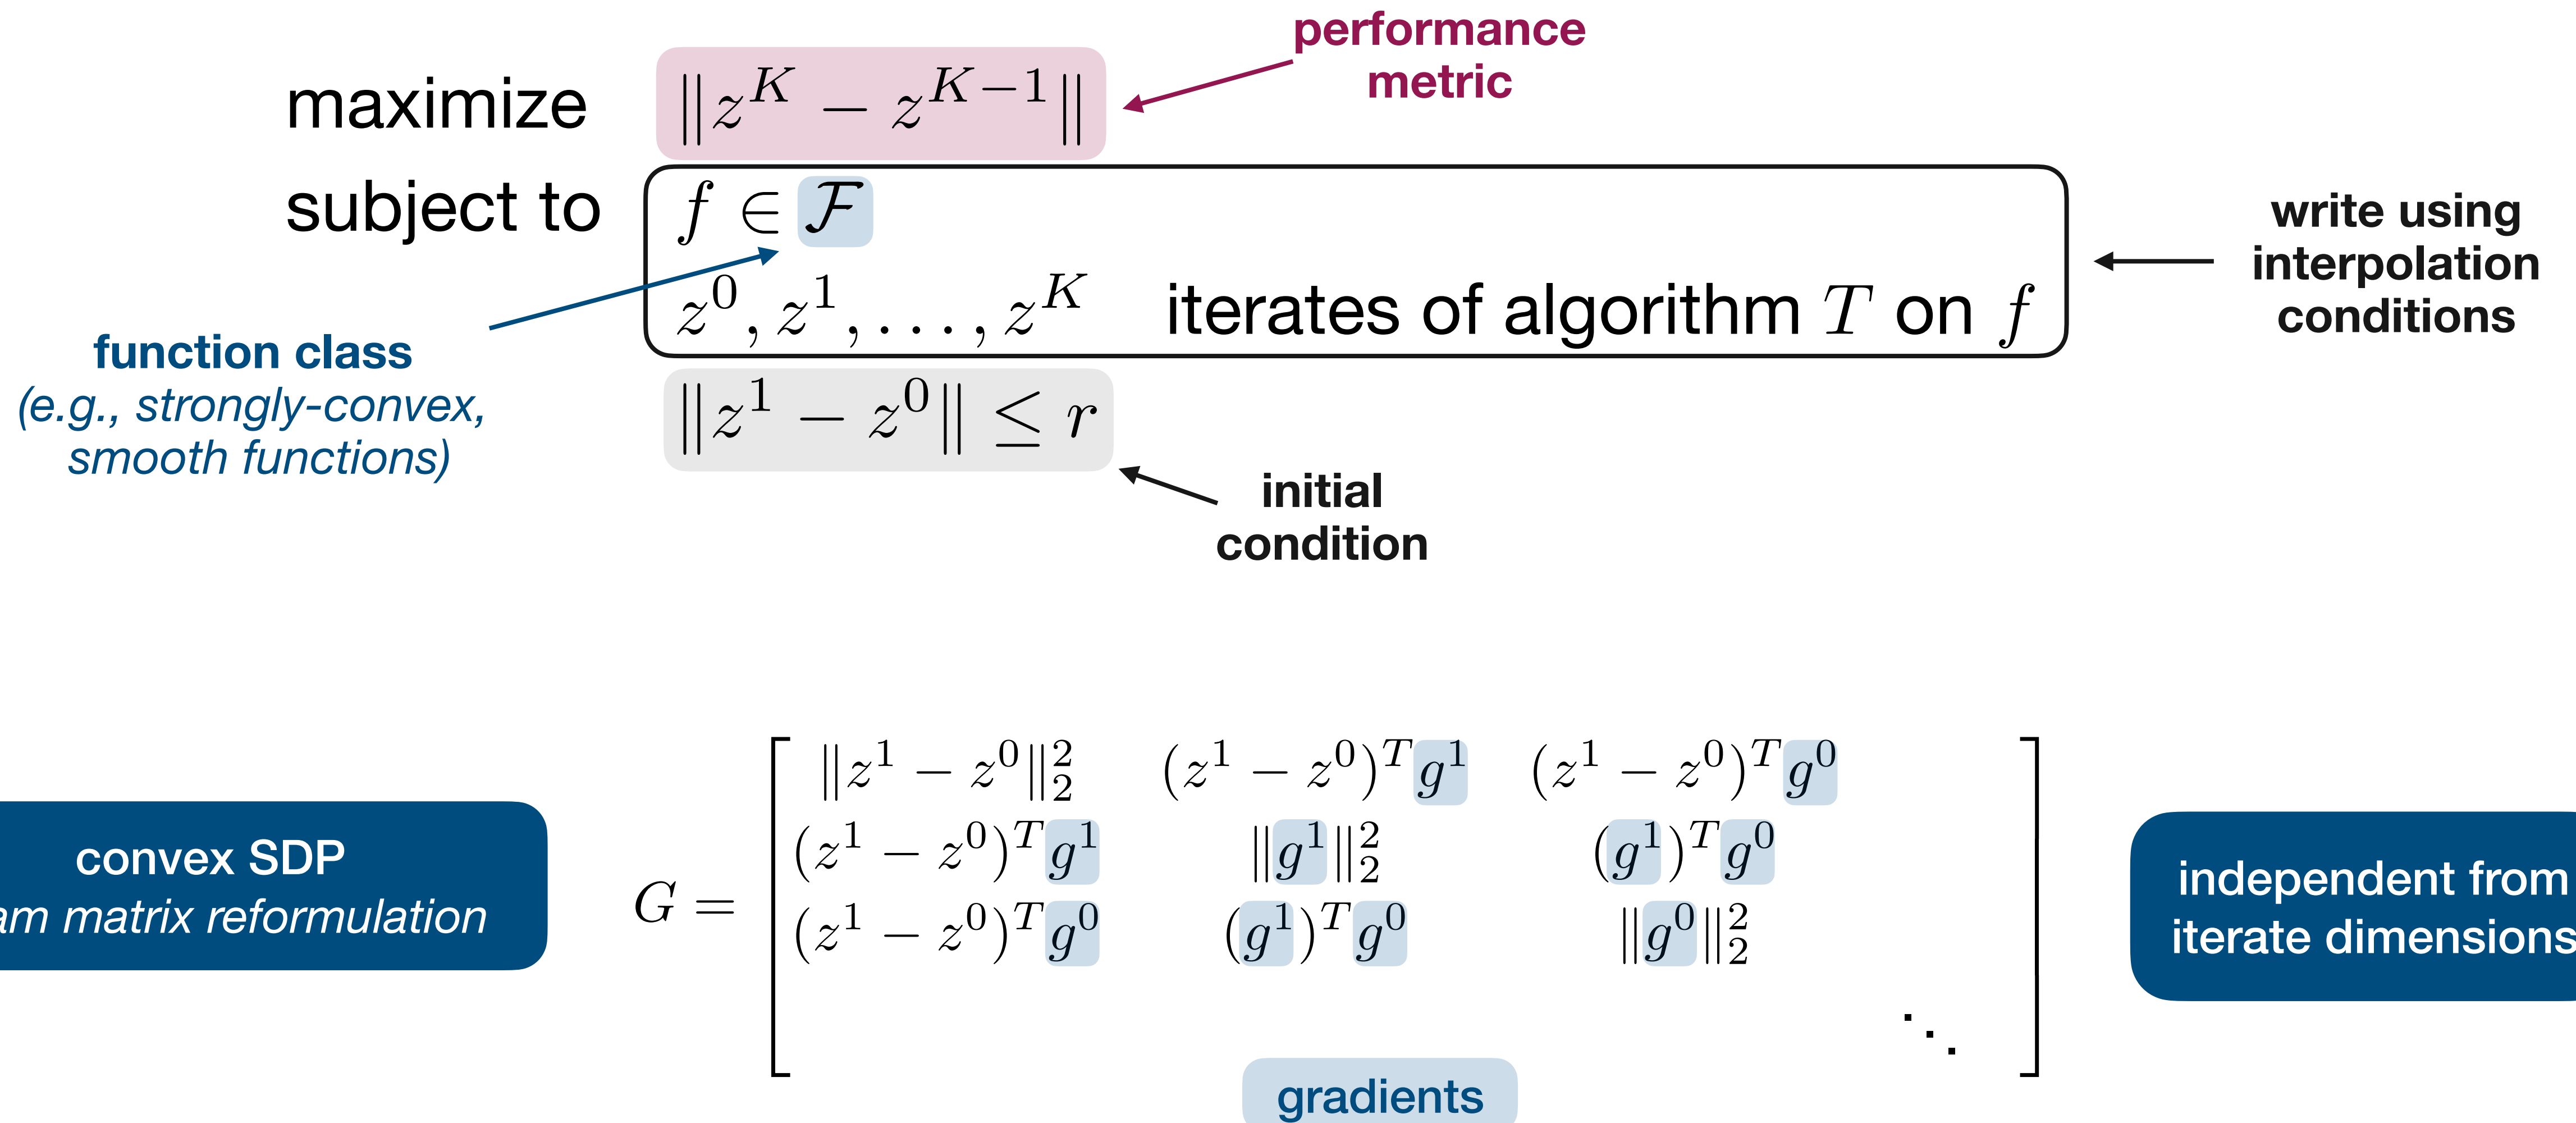 performance
metric
maximize ‖z^K − z^{K−1}‖
subject to f ∈ ℱ
z^0, z^1, …, z^K iterates of algorithm T on f
write using
interpolation
conditions
function class
(e.g., strongly-convex,
smooth functions)
‖z^1 − z^0‖ ≤ r
initial
condition
convex SDP
matrix reformulation
G = [ ‖z^1 − z^0‖_2^2 (z^1 − z^0)^T g^1 (z^1 − z^0)^T g^0
(z^1 − z^0)^T g^1 ‖g^1‖_2^2 (g^1)^T g^0
(z^1 − z^0)^T g^0 (g^1)^T g^0 ‖g^0‖_2^2
⋱ ]
independent from
iterate dimensions
gradients